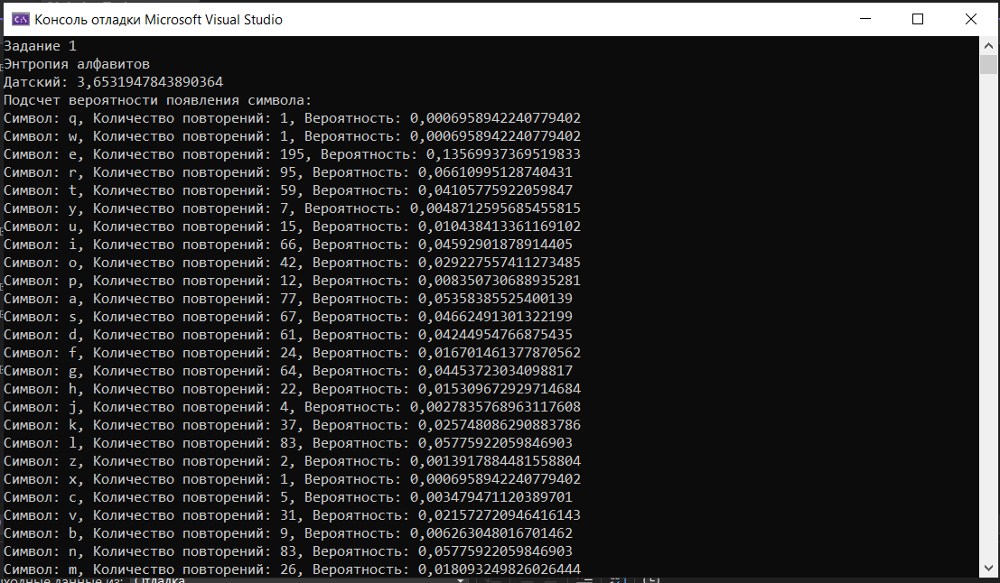 Консоль отладки Microsoft Visual Studio
Задание 1
Энтропия алфавитов
Датский: 3,6531947843890364
Подсчет вероятности появления символа:
Символ: q, Количество повторений: 1, Вероятность: 0,0006958942240779402
Символ: w, Количество повторений: 1, Вероятность: 0,0006958942240779402
Символ: e, Количество повторений: 195, Вероятность: 0,13569937369519833
Символ: r, Количество повторений: 95, Вероятность: 0,06610995128740431
Символ: t, Количество повторений: 59, Вероятность: 0,04105775922059847
Символ: y, Количество повторений: 7, Вероятность: 0,0048712595685455815
Символ: u, Количество повторений: 15, Вероятность: 0,010438413361169102
Символ: i, Количество повторений: 66, Вероятность: 0,04592901878914405
Символ: o, Количество повторений: 42, Вероятность: 0,029227557411273485
Символ: p, Количество повторений: 12, Вероятность: 0,008350730688935281
Символ: a, Количество повторений: 77, Вероятность: 0,05358385525400139
Символ: s, Количество повторений: 67, Вероятность: 0,04662491301322199
Символ: d, Количество повторений: 61, Вероятность: 0,04244954766875435
Символ: f, Количество повторений: 24, Вероятность: 0,016701461377870562
Символ: g, Количество повторений: 64, Вероятность: 0,04453723034098817
Символ: h, Количество повторений: 22, Вероятность: 0,015309672929714684
Символ: j, Количество повторений: 4, Вероятность: 0,0027835768963117608
Символ: k, Количество повторений: 37, Вероятность: 0,025748086290883786
Символ: l, Количество повторений: 83, Вероятность: 0,05775922059846903
Символ: z, Количество повторений: 2, Вероятность: 0,0013917884481558804
Символ: x, Количество повторений: 1, Вероятность: 0,0006958942240779402
Символ: c, Количество повторений: 5, Вероятность: 0,003479471120389701
Символ: v, Количество повторений: 31, Вероятность: 0,021572720946416143
Символ: b, Количество повторений: 9, Вероятность: 0,006263048016701462
Символ: n, Количество повторений: 83, Вероятность: 0,05775922059846903
Символ: m, Количество повторений: 26, Вероятность: 0,018093249826026444